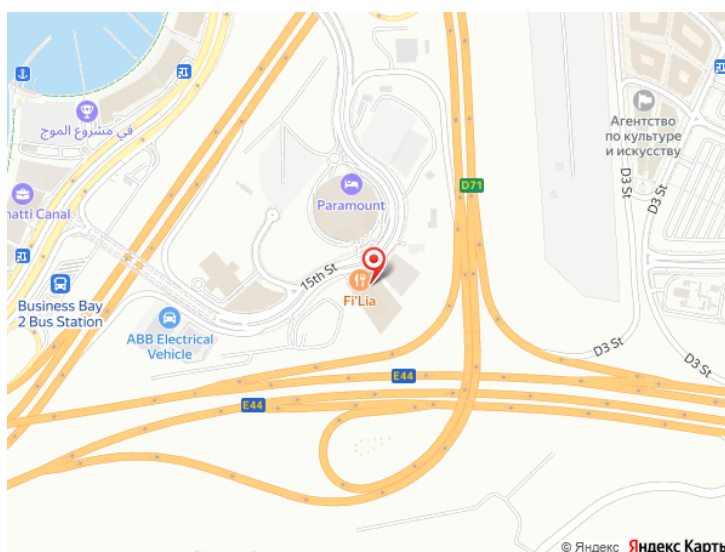 في مشروع الموج
Paramount
D71
Агентство
по культуре
и искусству
D3 St
D3 St
natti Canal
15th St
Fi'Lia
Business Bay
2 Bus Station
ABB Electrical
Vehicle
D3 St
D3 St
E44
E44
© Яндекс Яндекс Карты